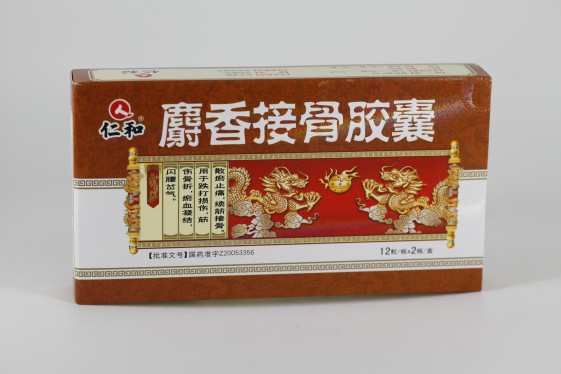 仁和
麝香接骨胶囊
散瘀止痛,续筋接骨。
用于跌打损伤,筋
伤骨折,瘀血凝结,
闪腰岔气。
【批准文号】国药准字Z20053356
12粒/板×2板/盒